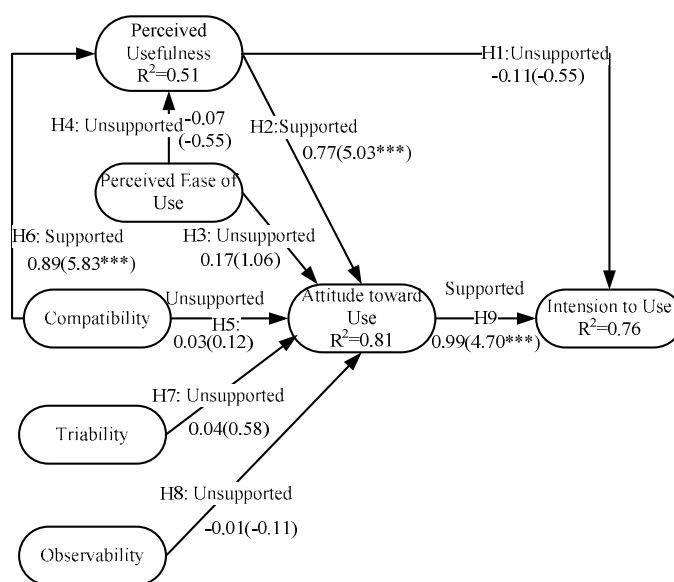 Perceived
Usefulness
R²=0.51
H1:Unsupported
-0.11(-0.55)
H4: Unsupported
-0.07
(-0.55)
H2:Supported
0.77(5.03***)
Perceived Ease of
Use
H3: Unsupported
0.17(1.06)
H6: Supported
0.89(5.83***)
Compatibility
Unsupported
H5:
0.03(0.12)
Attitude toward
Use
R²=0.81
Supported
H9
0.99(4.70***)
Intension to Use
R²=0.76
H7: Unsupported
0.04(0.58)
Triability
H8: Unsupported
-0.01(-0.11)
Observability